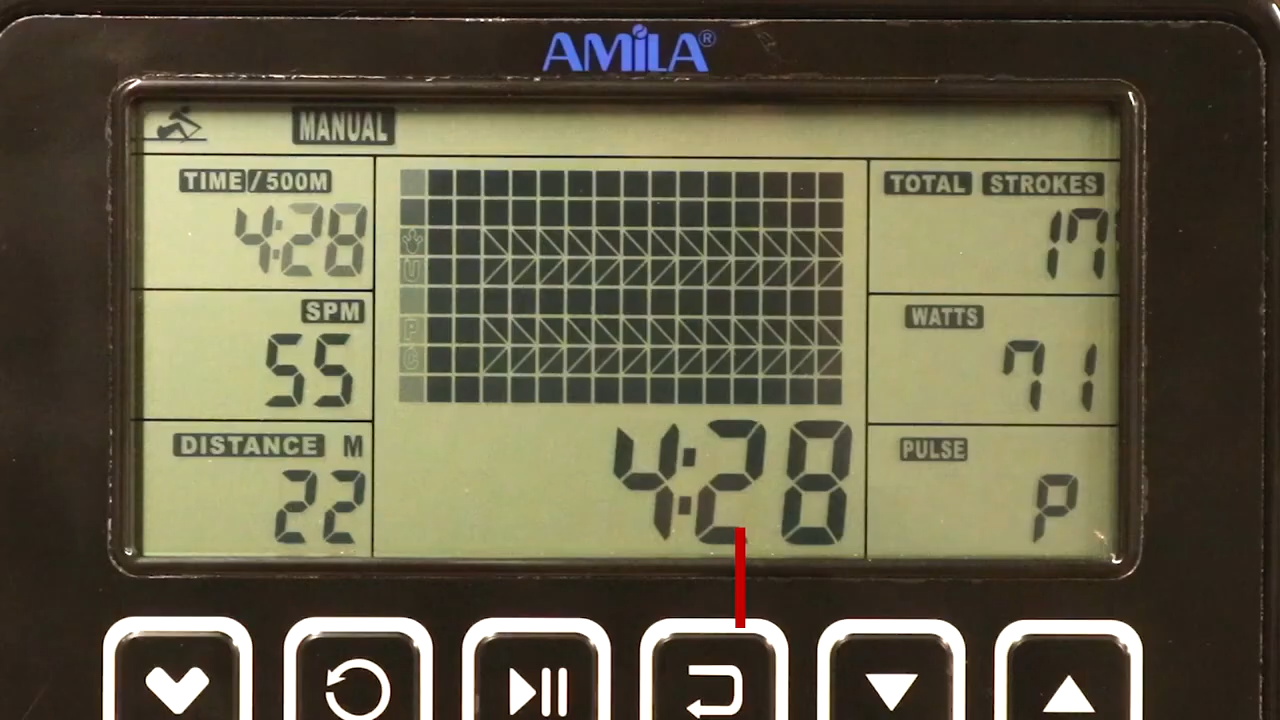 AMiLA®
MANUAL
TIME/500M
4:28
SPM
55
DISTANCE M
22
4:28
TOTAL STROKES
17
WATTS
71
PULSE
P